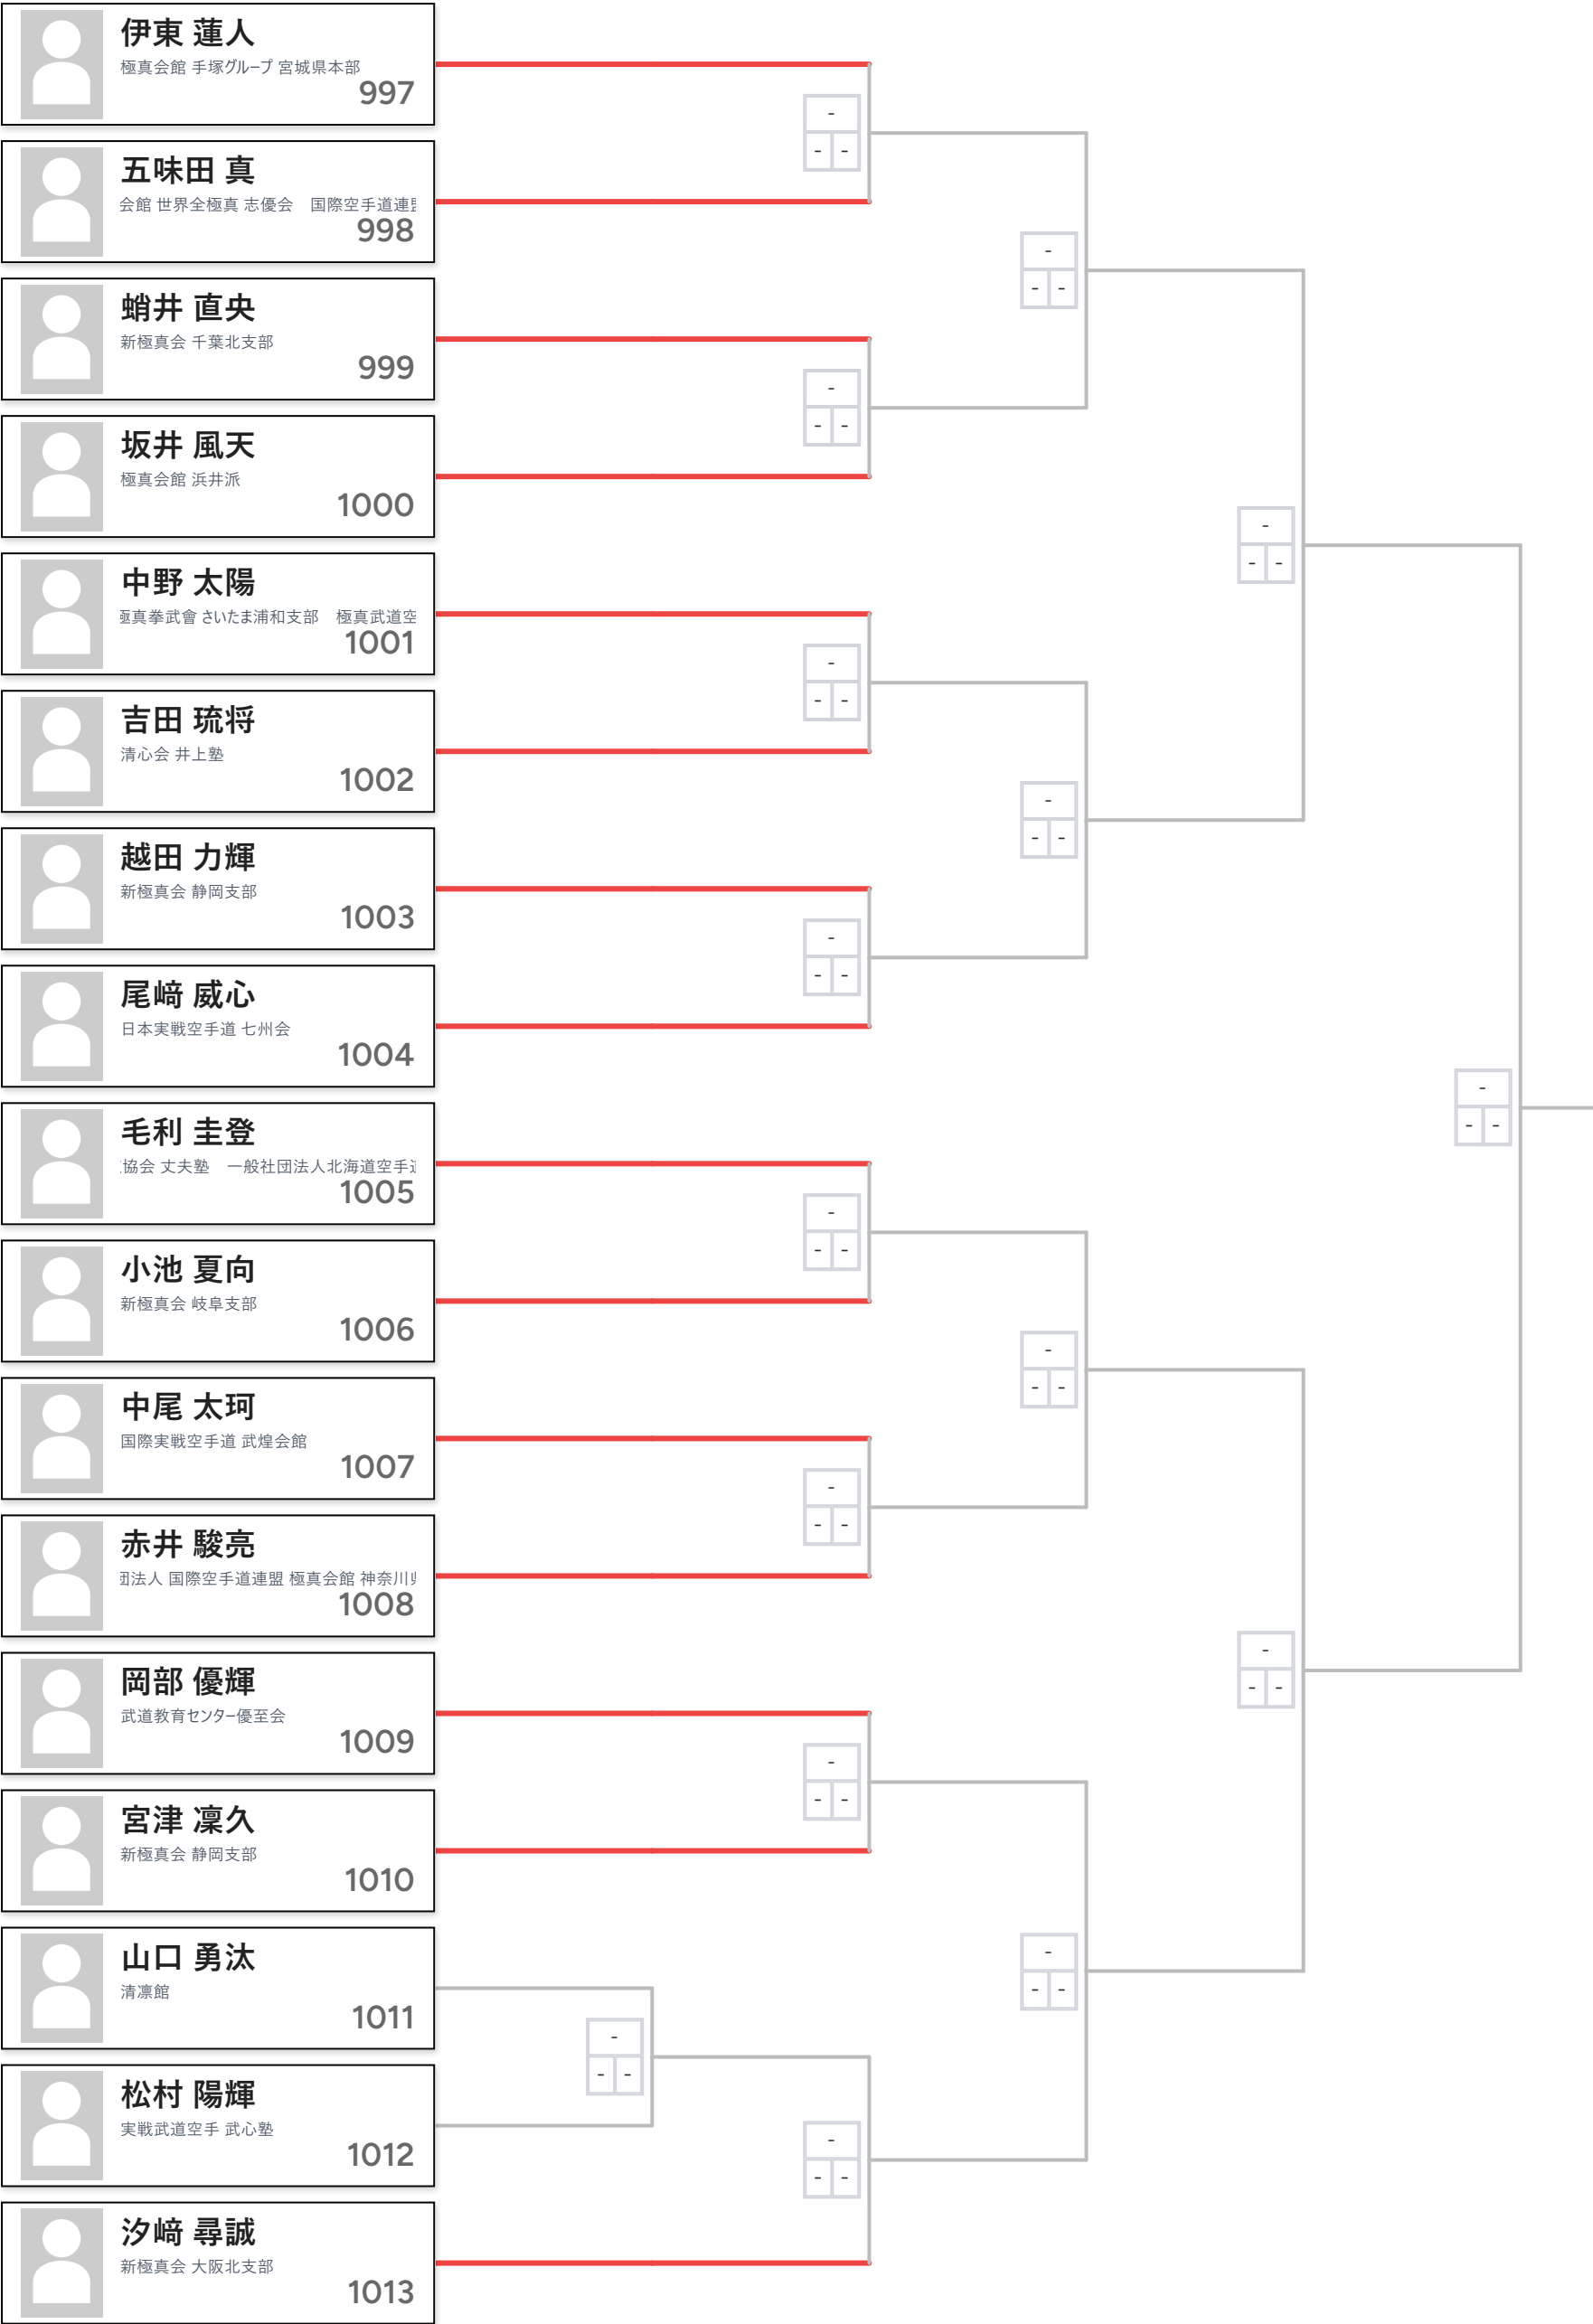 伊東 蓮人
極真会館 手塚グループ 宮城県本部
997
-
- -
五味田 真
会館 世界全極真 志優会　国際空手道連
998
-
- -
蛸井 直央
新極真会 千葉北支部
999
-
- -
坂井 風天
極真会館 浜井派
1000
-
- -
中野 太陽
極真拳武會 さいたま浦和支部　極真武道空
1001
-
- -
吉田 琉将
清心会 井上塾
1002
-
- -
越田 力輝
新極真会 静岡支部
1003
-
- -
尾﨑 威心
日本実戦空手道 七州会
1004
-
- -
毛利 圭登
協会 丈夫塾　一般社団法人北海道空手道
1005
-
- -
小池 夏向
新極真会 岐阜支部
1006
-
- -
中尾 太珂
国際実戦空手道 武煌会館
1007
-
- -
赤井 駿亮
団法人 国際空手道連盟 極真会館 神奈川県
1008
-
- -
岡部 優輝
武道教育センター優至会
1009
-
- -
宮津 凜久
新極真会 静岡支部
1010
-
- -
山口 勇汰
清凛館
1011
-
- -
松村 陽輝
実戦武道空手 武心塾
1012
-
- -
汐﨑 尋誠
新極真会 大阪北支部
1013